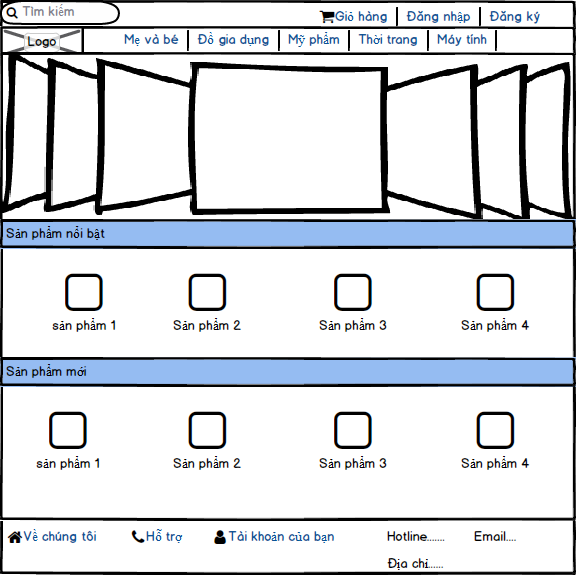 Tìm kiếm
Giỏ hàng Đăng nhập Đăng ký
Logo Mẹ và bé Đồ gia dụng Mỹ phẩm Thời trang Máy tính
Sản phẩm nổi bật
sản phẩm 1 Sản phẩm 2 Sản phẩm 3 Sản phẩm 4
Sản phẩm mới
sản phẩm 1 Sản phẩm 2 Sản phẩm 3 Sản phẩm 4
Về chúng tôi Hỗ trợ Tài khoản của bạn Hotline....... Email....
Địa chỉ......